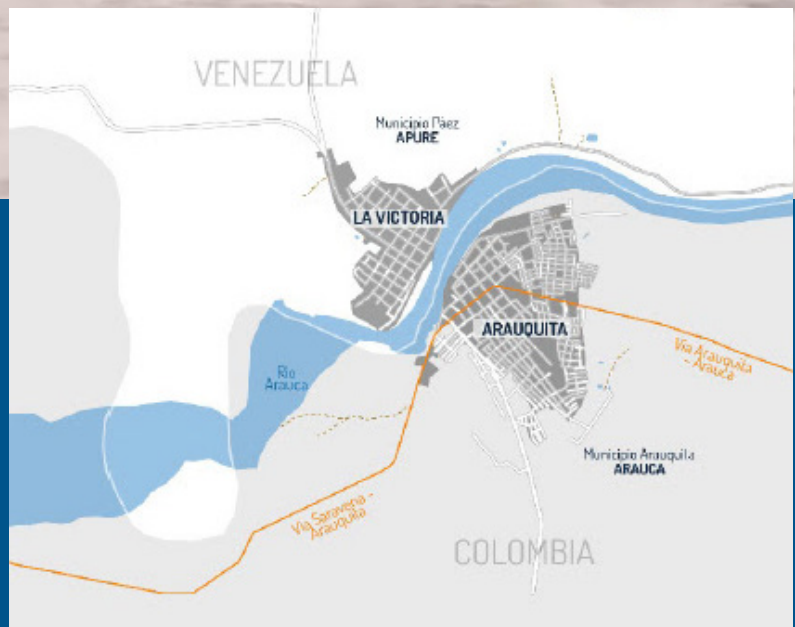 VENEZUELA
Municipio Páez
APURE
LA VICTORIA
ARAUQUITA
Río
Arauca
Vía Arauquita
- Arauca
Municipio Arauquita
ARAUCA
Vía Saravena -
Arauquita
COLOMBIA